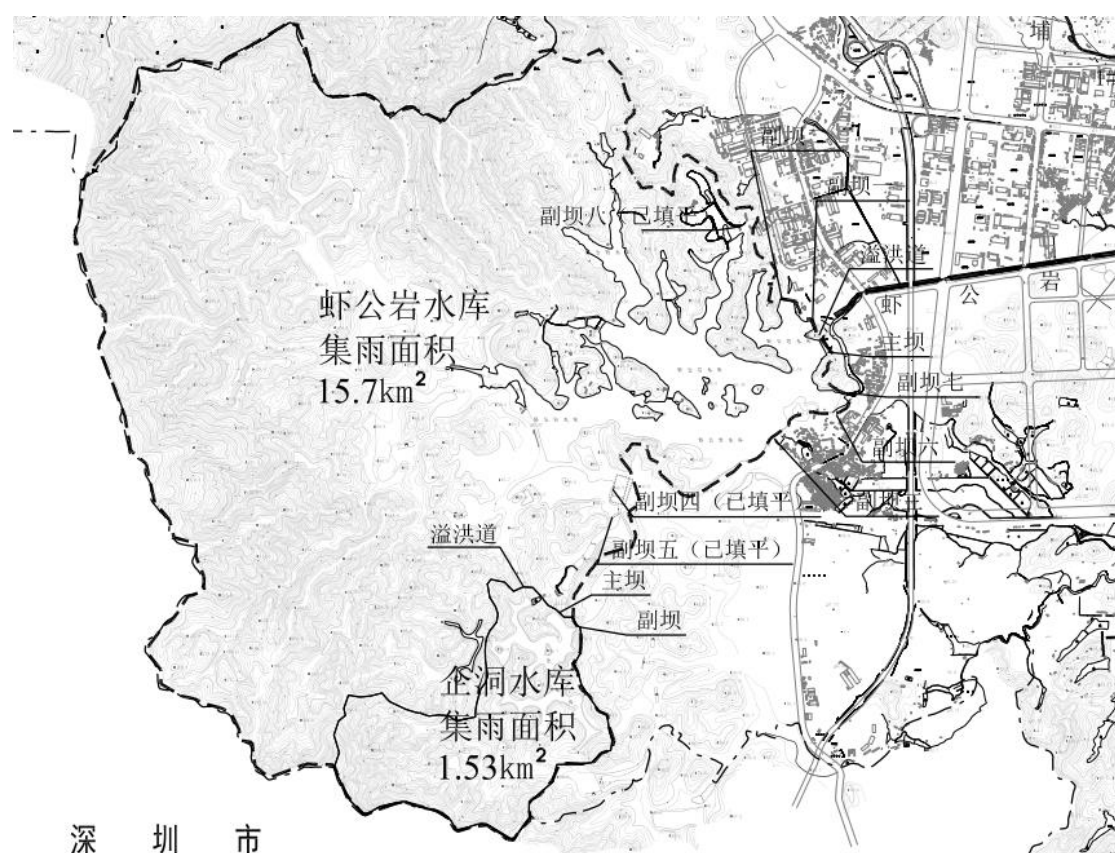 埔
副坝
副坝一
副坝八（已填
溢洪道
虾 公 岩
虾公岩水库
集雨面积
15.7km²
主坝
副坝七
副坝六
副坝四（已填平）
副坝三
溢洪道
副坝五（已填平）
主坝
副坝
企洞水库
集雨面积
1.53km²
深 圳 市